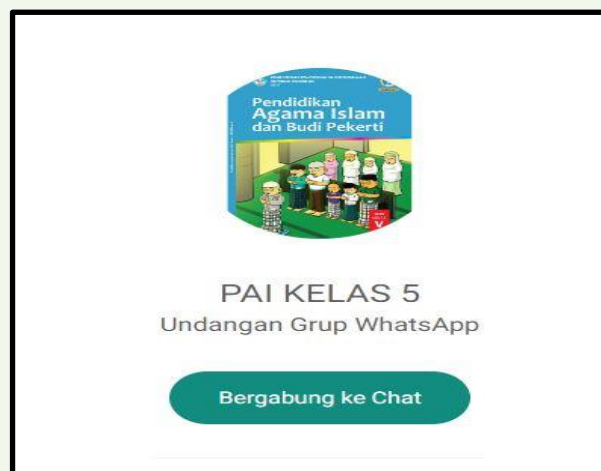 Pendidikan
Agama Islam
dan Budi Pekerti
V
PAI KELAS 5
Undangan Grup WhatsApp
Bergabung ke Chat